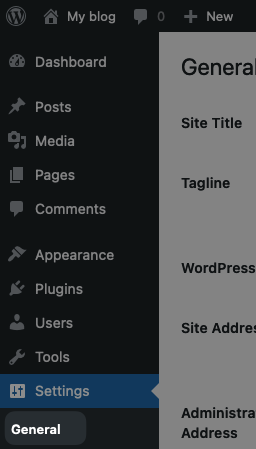 My blog 0 New
Dashboard
Posts
Media
Pages
Comments
Appearance
Plugins
Users
Tools
Settings
General
General
Site Title
Tagline
WordPress
Site Addre
Administra
Address